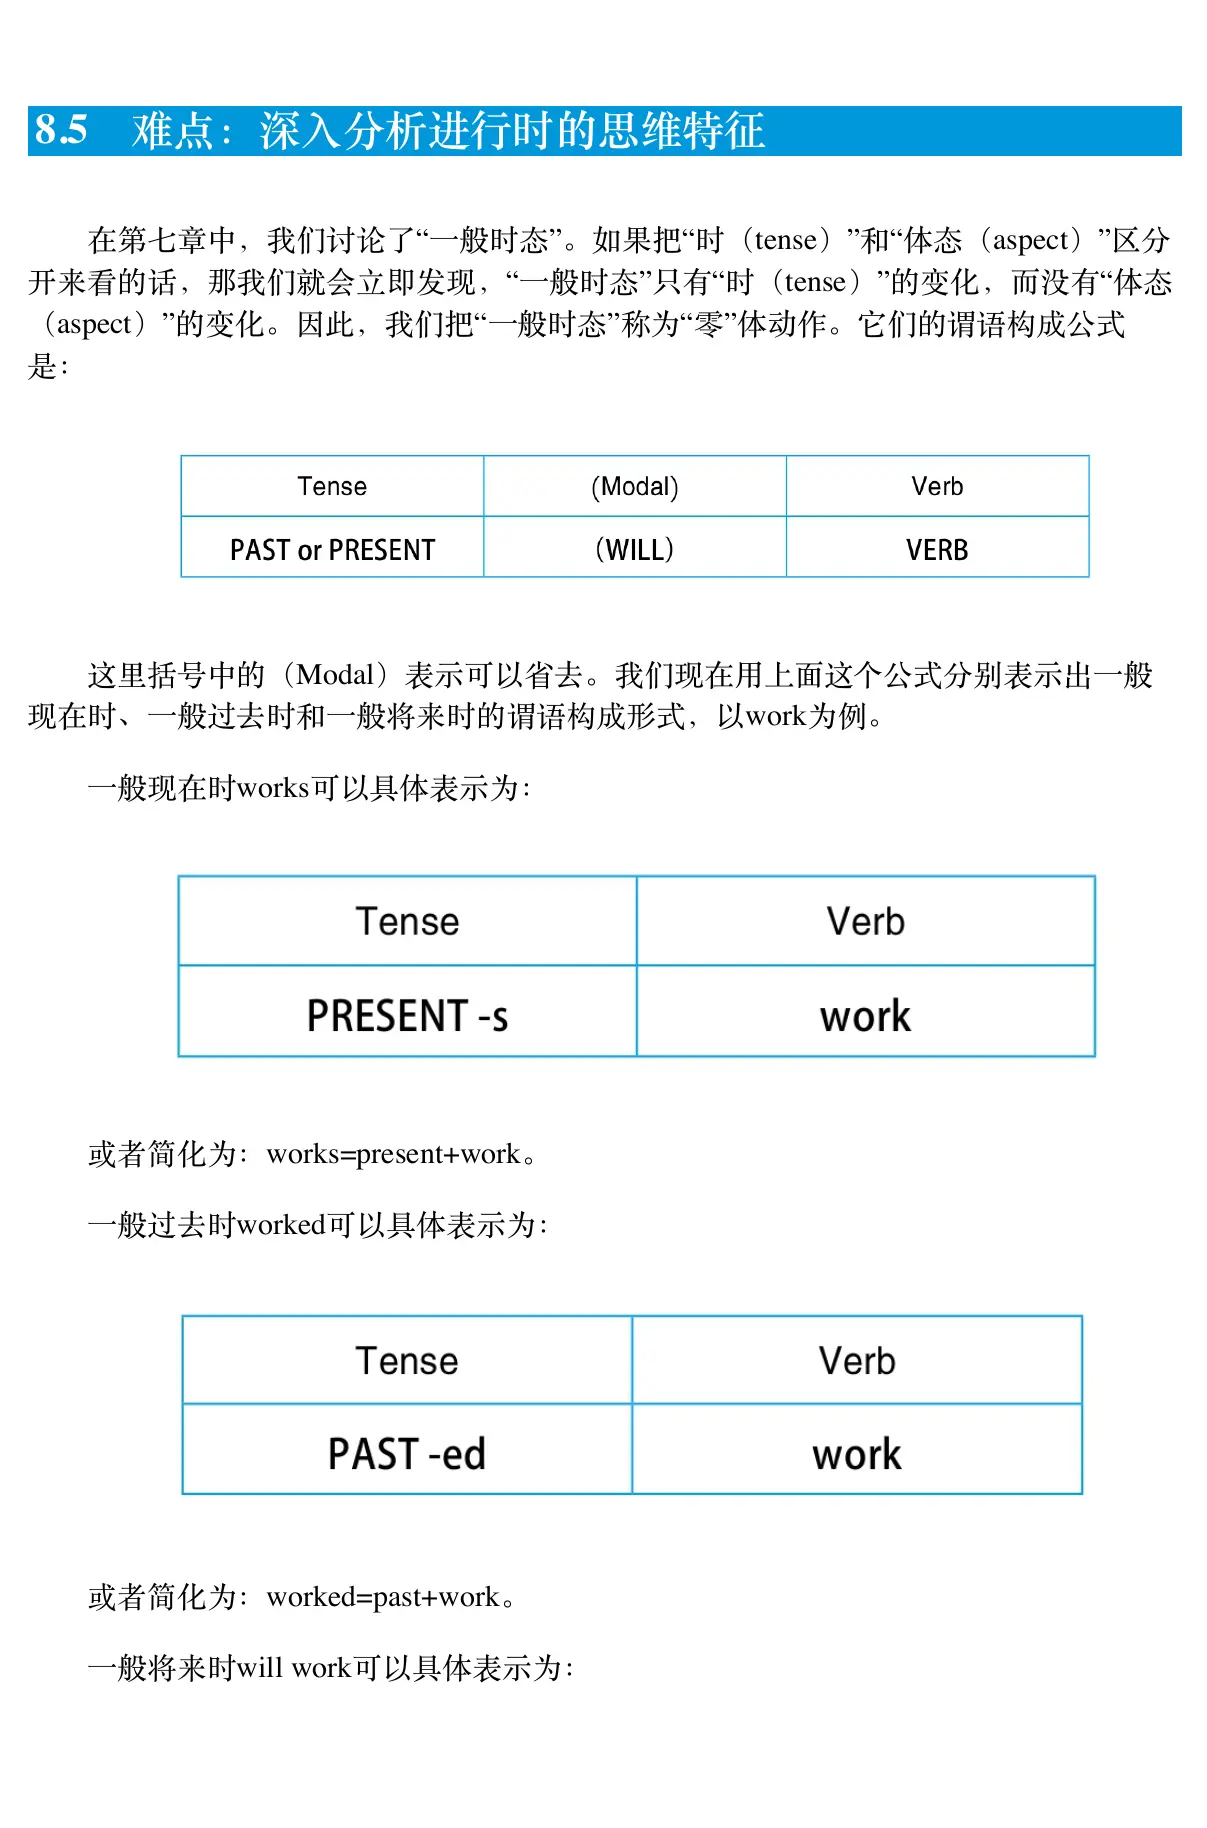 8.5 难点：深入分析进行时的思维特征
在第七章中，我们讨论了“一般时态”。如果把“时（tense）”和“体态（aspect）”区分
开来看的话，那我们就会立即发现，“一般时态”只有“时（tense）”的变化，而没有“体态
（aspect）”的变化。因此，我们把“一般时态”称为“零”体动作。它们的谓语构成公式
是：
Tense (Modal) Verb
PAST or PRESENT （WILL） VERB
这里括号中的（Modal）表示可以省去。我们现在用上面这个公式分别表示出一般
现在时、一般过去时和一般将来时的谓语构成形式，以work为例。
一般现在时works可以具体表示为：
Tense Verb
PRESENT -s work
或者简化为：works=present+work。
一般过去时worked可以具体表示为：
Tense Verb
PAST -ed work
或者简化为：worked=past+work。
一般将来时will work可以具体表示为：